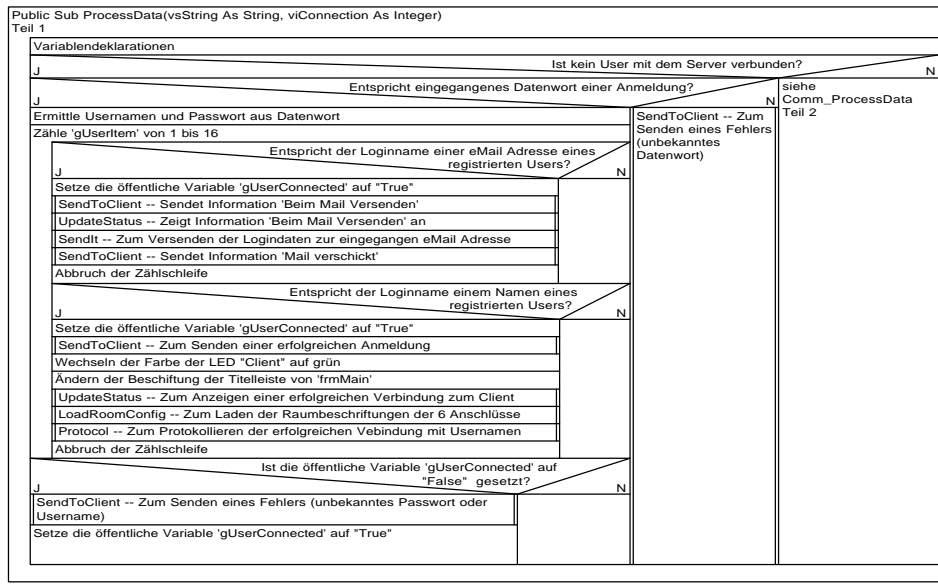 Public Sub ProcessData(vsString As String, viConnection As Integer)
Teil 1
Variablendeklarationen
Ist kein User mit dem Server verbunden?
J
N
Entspricht eingegangenes Datenwort einer Anmeldung?
J
N
siehe
Comm_ProcessData
Teil 2
Ermittle Usernamen und Passwort aus Datenwort
SendToClient -- Zum
Senden eines Fehlers
(unbekanntes
Datenwort)
Zähle 'gUserItem' von 1 bis 16
Entspricht der Loginname einer eMail Adresse eines
registrierten Users?
J
N
Setze die öffentliche Variable 'gUserConnected' auf "True"
SendToClient -- Sendet Information 'Beim Mail Versenden'
UpdateStatus -- Zeigt Information 'Beim Mail Versenden' an
SendIt -- Zum Versenden der Logindaten zur eingegangen eMail Adresse
SendToClient -- Sendet Information 'Mail verschickt'
Abbruch der Zählschleife
Entspricht der Loginname einem Namen eines
registrierten Users?
J
N
Setze die öffentliche Variable 'gUserConnected' auf "True"
SendToClient -- Zum Senden einer erfolgreichen Anmeldung
Wechseln der Farbe der LED "Client" auf grün
Ändern der Beschiftung der Titelleiste von 'frmMain'
UpdateStatus -- Zum Anzeigen einer erfolgreichen Verbindung zum Client
LoadRoomConfig -- Zum Laden der Raumbeschriftungen der 6 Anschlüsse
Protocol -- Zum Protokollieren der erfolgreichen Vebindung mit Usernamen
Abbruch der Zählschleife
Ist die öffentliche Variable 'gUserConnected' auf
"False" gesetzt?
J
N
SendToClient -- Zum Senden eines Fehlers (unbekanntes Passwort oder
Username)
Setze die öffentliche Variable 'gUserConnected' auf "True"